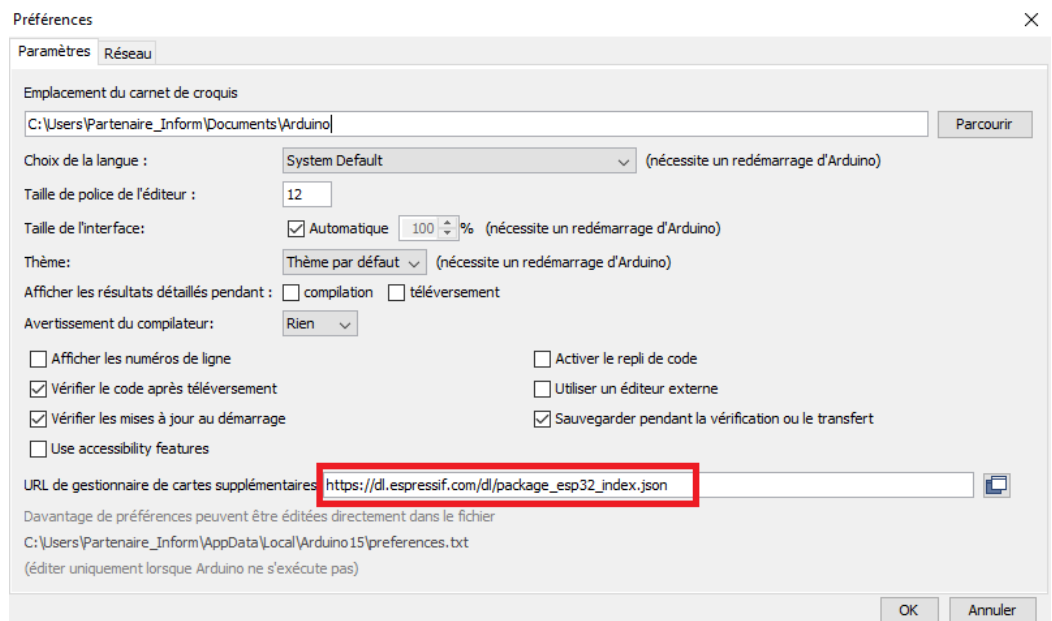 Préférences
Paramètres Réseau
Emplacement du carnet de croquis
C:\Users\Partenaire_Inform\Documents\Arduino Parcourir
Choix de la langue : System Default (nécessite un redémarrage d'Arduino)
Taille de police de l'éditeur : 12
Taille de l'interface: Automatique 100 % (nécessite un redémarrage d'Arduino)
Thème: Thème par défaut (nécessite un redémarrage d'Arduino)
Afficher les résultats détaillés pendant : compilation téléversement
Avertissement du compilateur: Rien
Afficher les numéros de ligne Activer le repli de code
Vérifier le code après téléversement Utiliser un éditeur externe
Vérifier les mises à jour au démarrage Sauvegarder pendant la vérification ou le transfert
Use accessibility features
URL de gestionnaire de cartes supplémentaires https://dl.espressif.com/dl/package_esp32_index.json
Davantage de préférences peuvent être éditées directement dans le fichier
C:\Users\Partenaire_Inform\AppData\Local\Arduino15\preferences.txt
(éditer uniquement lorsque Arduino ne s'exécute pas)
OK Annuler